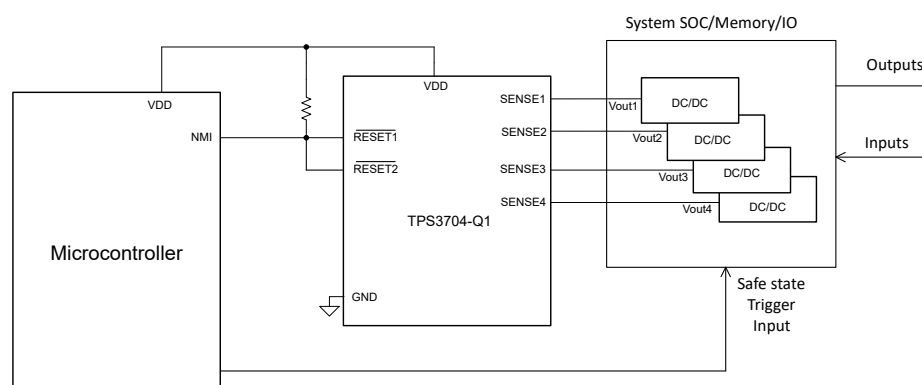 System SOC/Memory/IO
Outputs
Inputs
VDD
VDD
NMI
RESET1
RESET2
SENSE1
SENSE2
SENSE3
SENSE4
Vout1
Vout2
Vout3
Vout4
DC/DC
DC/DC
DC/DC
DC/DC
TPS3704-Q1
Microcontroller
GND
Safe state
Trigger
Input